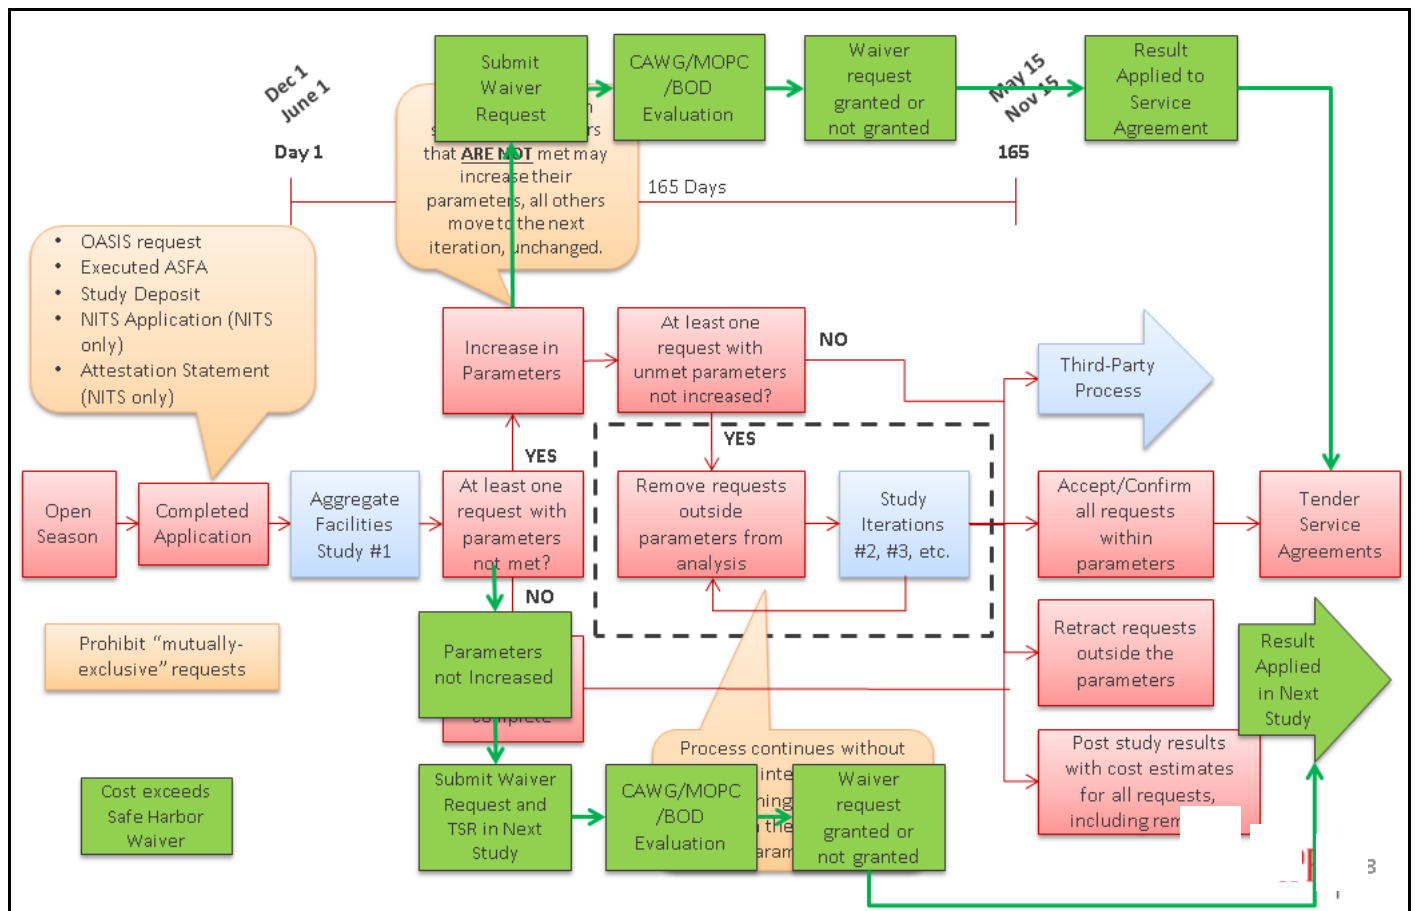 Submit
Waiver
Request
CAWG/MOPC
/BOD
Evaluation
Waiver
request
granted or
not granted
Result
Applied to
Service
Agreement
Dec 1
June 1
May 15
Nov 15
Day 1
165
165 Days
that ARE NOT met may
increase their
parameters, all others
move to the next
iteration, unchanged.
• OASIS request
• Executed ASFA
• Study Deposit
• NITS Application (NITS
only)
• Attestation Statement
(NITS only)
Increase in
Parameters
At least one
request with
unmet parameters
not increased?
NO
Third-Party
Process
YES
YES
Open
Season
Completed
Application
Aggregate
Facilities
Study #1
At least one
request with
parameters
not met?
Remove requests
outside
parameters from
analysis
Study
Iterations
#2, #3, etc.
Accept/Confirm
all requests
within
parameters
Tender
Service
Agreements
NO
Prohibit “mutually-
exclusive” requests
Parameters
not Increased
complete
Retract requests
outside the
parameters
Result
Applied
in Next
Study
Post study results
with cost estimates
for all requests,
Process continues without
Cost exceeds
Safe Harbor
Waiver
Submit Waiver
Request and
TSR in Next
Study
CAWG/MOPC
/BOD
Evaluation
Waiver
request
granted or
not granted
including